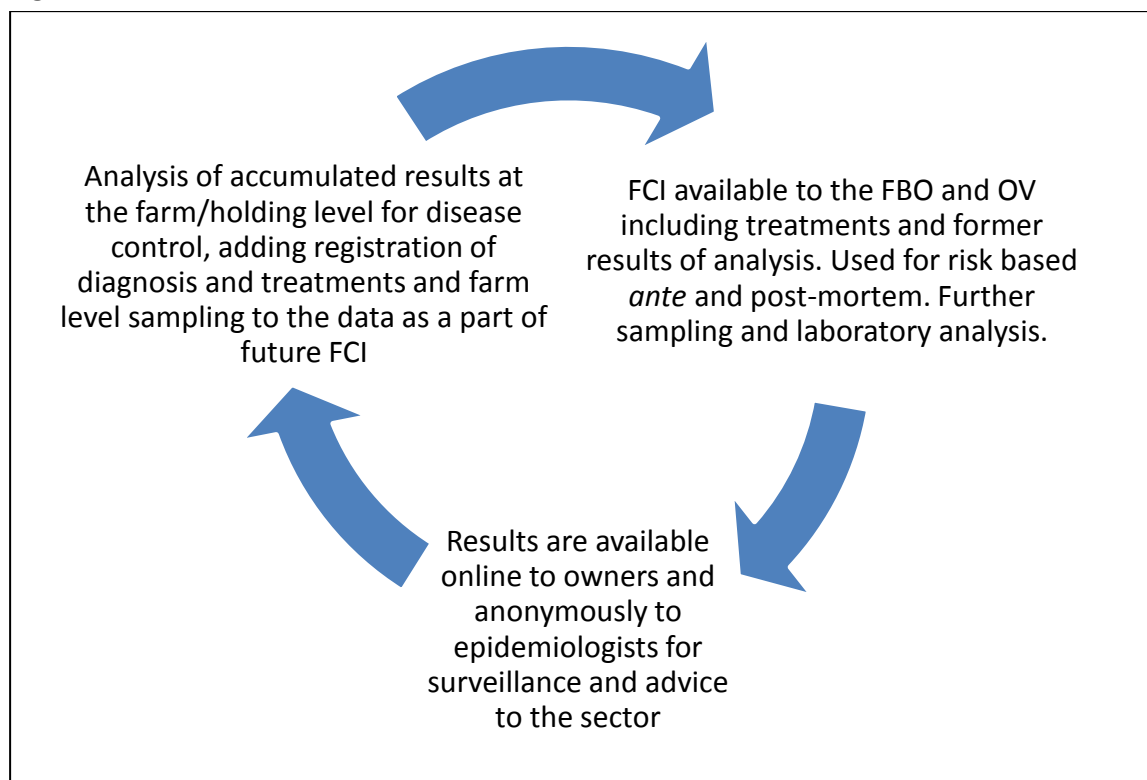 Analysis of accumulated results at
the farm/holding level for disease
control, adding registration of
diagnosis and treatments and farm
level sampling to the data as a part of
future FCI
FCI available to the FBO and OV
including treatments and former
results of analysis. Used for risk based
ante and post-mortem. Further
sampling and laboratory analysis.
Results are available
online to owners and
anonymously to
epidemiologists for
surveillance and advice
to the sector